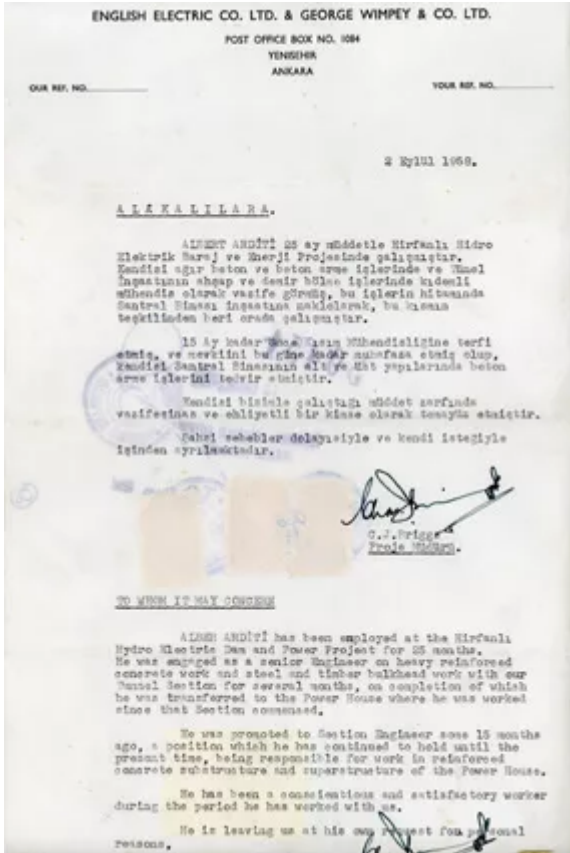 ENGLISH ELECTRIC CO. LTD. & GEORGE WIMPEY & CO. LTD.
POST OFFICE BOX NO. 1084
YENISEHIR
ANKARA
OUR REF. NO.
YOUR REF. NO.
2 Eylül 1958.
ALÂKALILARA.
ALBERT ARDİTİ 25 ay müddetle Hirfanlı Hidro
Elektrik Baraj ve Enerji Projesinde çalışmıştır.
Kendisi ağır beton ve beton arme işlerinde ve Tünel
İnşaatının ahşap ve demir bölme işlerinde kıdemli
mühendis olarak vazife görmüş, bu işlerin hitamında
Santral Binası inşaatına naklolarak, bu kısmın
teşkilinden beri orada çalışmıştır.
15 Ay kadar önce kısım Mühendisligine terfi
etmiş, ve mevkiini bu güne kadar muhafaza etmiş olup,
kendisi Santral Binasının alt ve üst yapılarında beton
arme işlerini tedvir etmiştir.
Kendisi bizimle çalıştığı müddet zarfında
vazifesinas ve ehliyetli bir kimse olarak temayüz etmiştir.
Şahsi sebebler dolayisiyle ve kendi isteğiyle
işinden ayrılmaktadır.
C.J.Briggs
Proje Müdürü.
TO WHOM IT MAY CONCERN
ALBER ARDİTİ has been employed at the Hirfanlı
Hydro Electric Dam and Power Project for 25 months.
He was engaged as a senior Engineer on heavy reinforced
concrete work and steel and timber bulkhead work with our
Tunnel Section for several months, on completion of which
he was transferred to the Power House where he was worked
since that Section commenced.
He was promoted to Section Engineer some 15 months
ago, a position which he has continued to hold until the
present time, being responsible for work in reinforced
concrete substructure and superstructure of the Power House.
He has been a conscientious and satisfactory worker
during the period he has worked with us.
He is leaving us at his own request for personal
reasons.